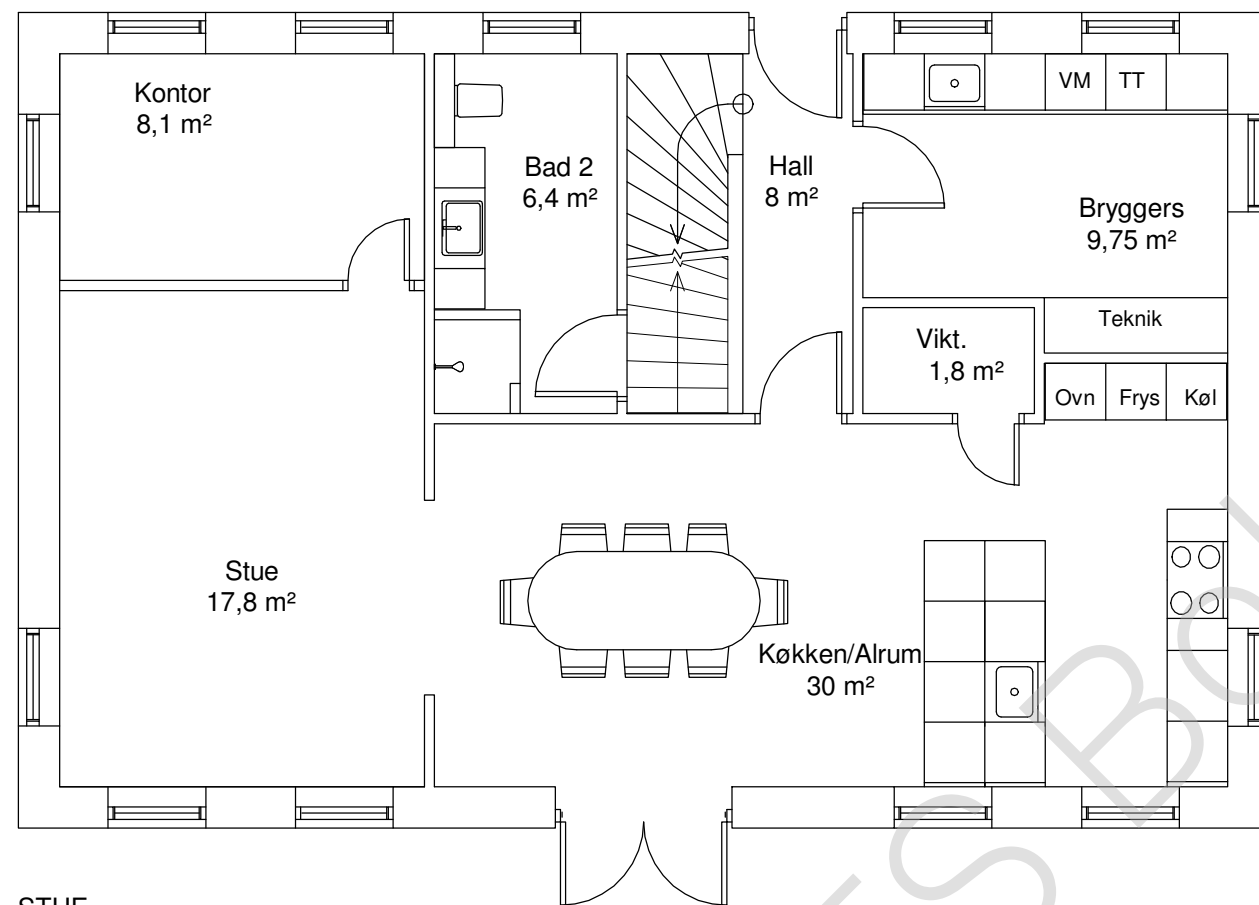 Kontor
8,1 m²
Bad 2
6,4 m²
Hall
8 m²
VM
TT
Bryggers
9,75 m²
Teknik
Vikt.
1,8 m²
Ovn
Frys
Køl
Stue
17,8 m²
Køkken/Alrum
30 m²